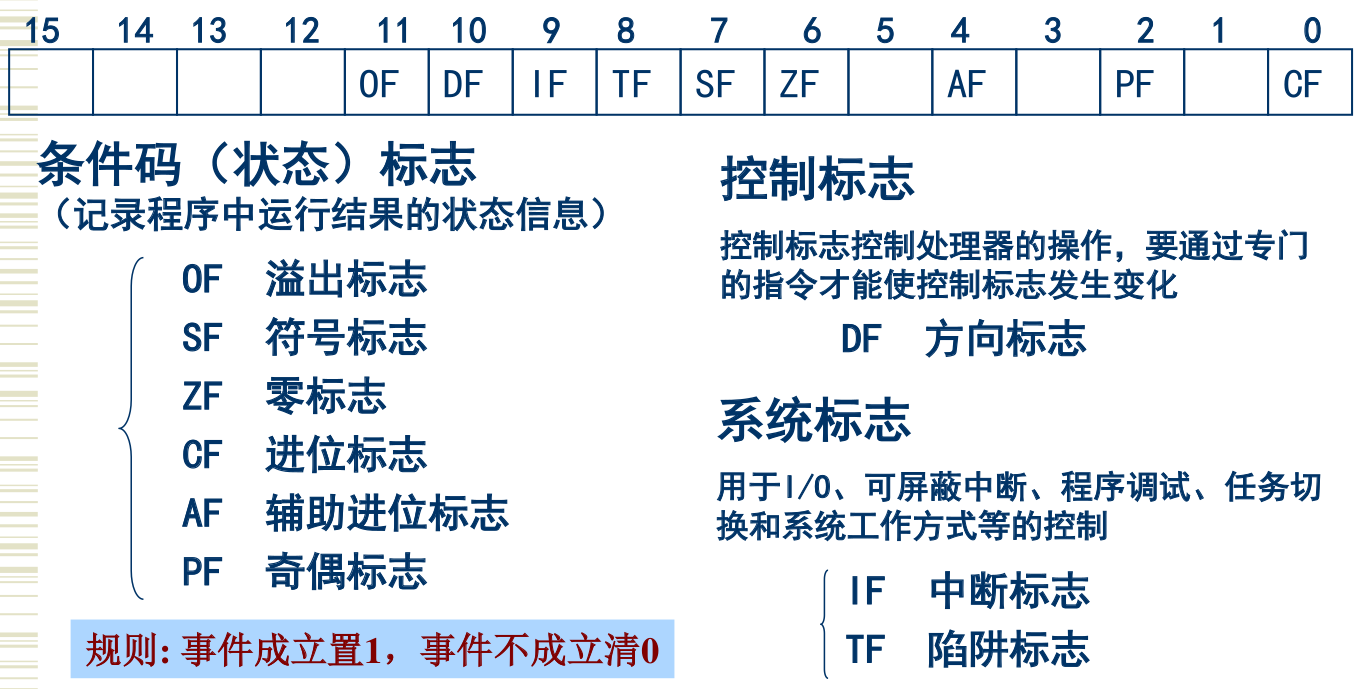 15 14 13 12 11 10 9 8 7 6 5 4 3 2 1 0
OF DF IF TF SF ZF AF PF CF
条件码（状态）标志
（记录程序中运行结果的状态信息）
OF 溢出标志
SF 符号标志
ZF 零标志
CF 进位标志
AF 辅助进位标志
PF 奇偶标志
规则: 事件成立置1，事件不成立清0
控制标志
控制标志控制处理器的操作，要通过专门
的指令才能使控制标志发生变化
DF 方向标志
系统标志
用于I/O、可屏蔽中断、程序调试、任务切
换和系统工作方式等的控制
IF 中断标志
TF 陷阱标志